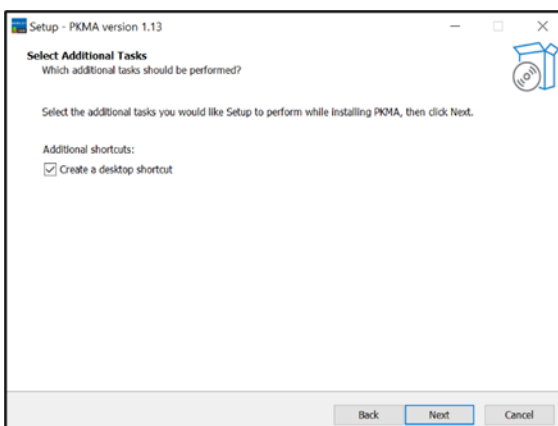 Setup - PKMA version 1.13
Select Additional Tasks
Which additional tasks should be performed?
Select the additional tasks you would like Setup to perform while installing PKMA, then click Next.
Additional shortcuts:
Create a desktop shortcut
Back Next Cancel